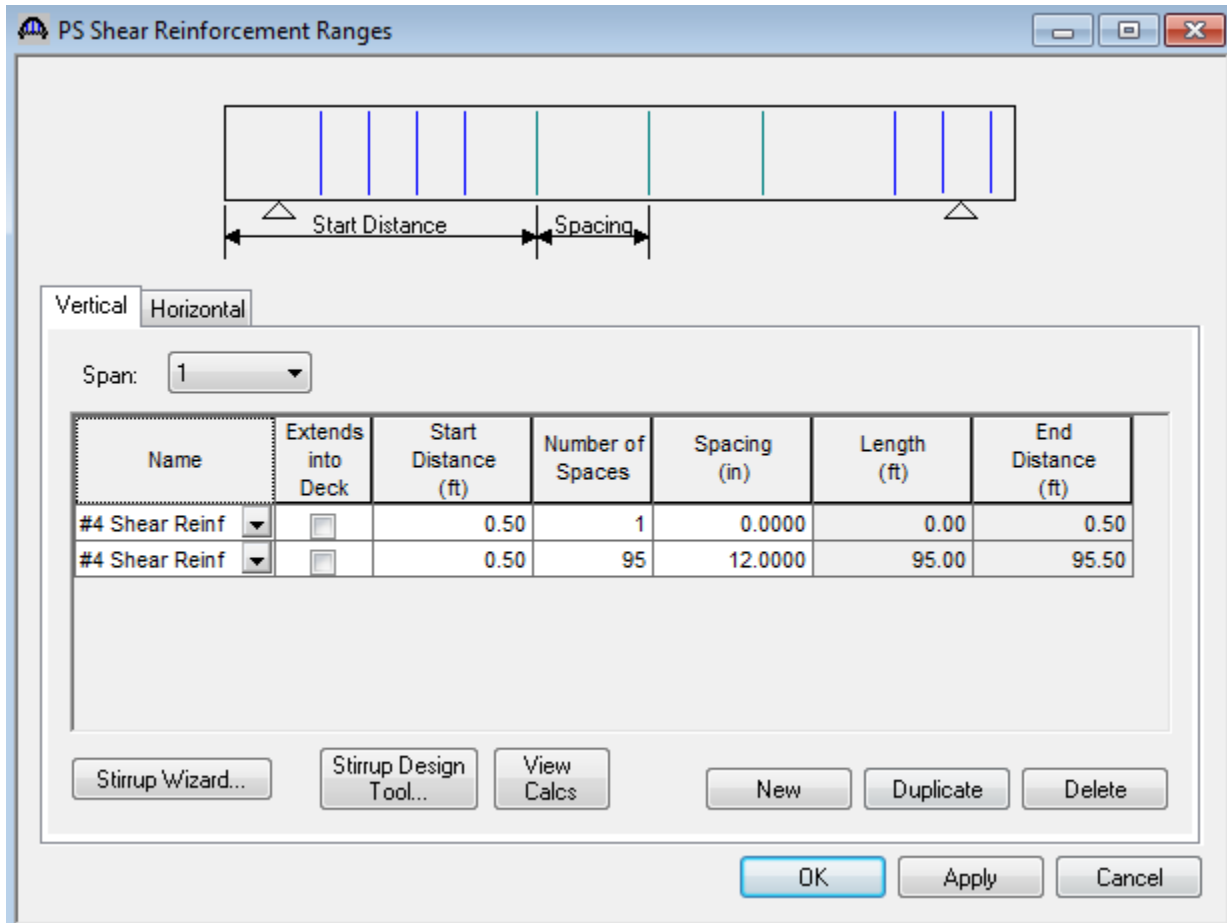 PS Shear Reinforcement Ranges
Start Distance
Spacing
Vertical
Horizontal
Span: 1
Name
Extends
into
Deck
Start
Distance
(ft)
Number of
Spaces
Spacing
(in)
Length
(ft)
End
Distance
(ft)
#4 Shear Reinf 0.50 1 0.0000 0.00 0.50
#4 Shear Reinf 0.50 95 12.0000 95.00 95.50
Stirrup Wizard...
Stirrup Design
Tool...
View
Calcs
New
Duplicate
Delete
OK
Apply
Cancel